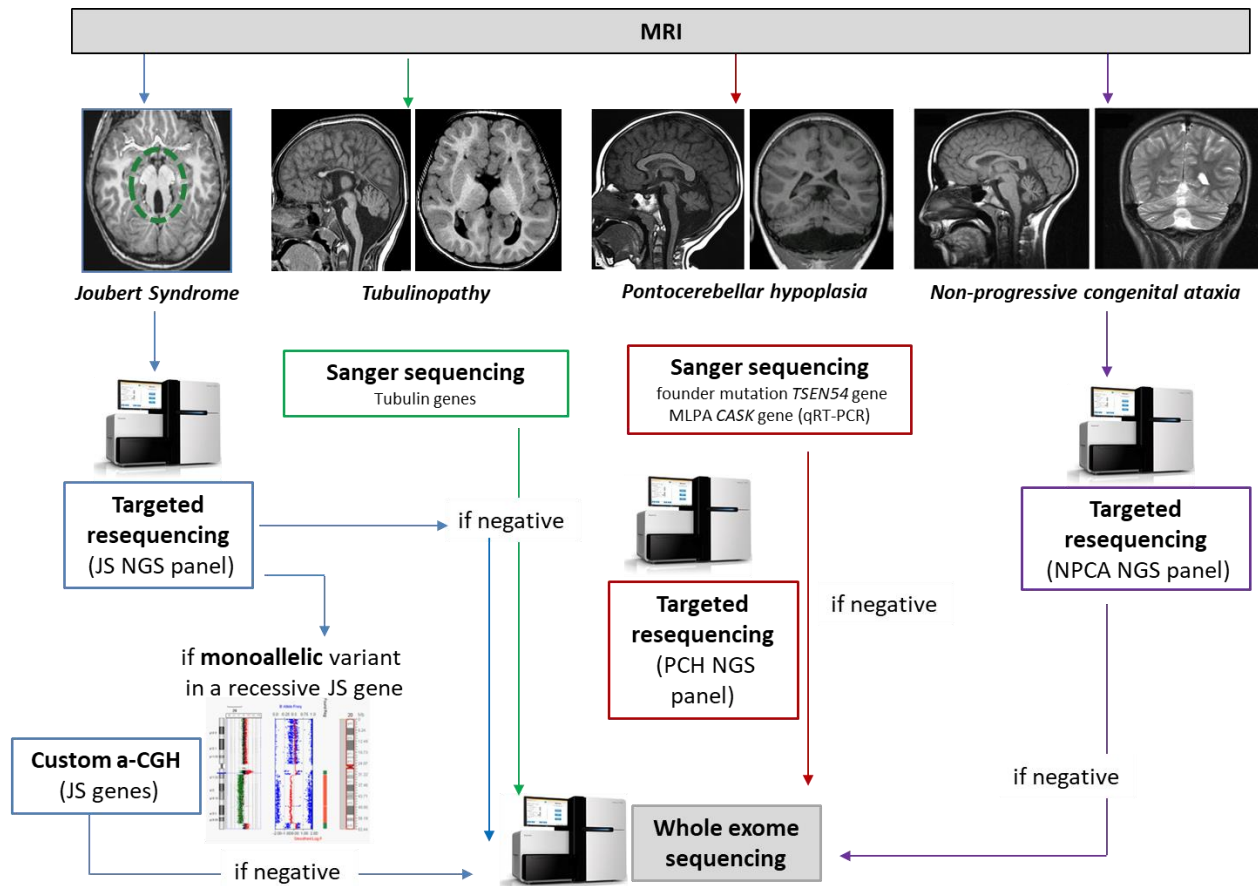 MRI
Joubert Syndrome
Tubulinopathy
Pontocerebellar hypoplasia
Non-progressive congenital ataxia
Sanger sequencing
Tubulin genes
Sanger sequencing
founder mutation TSEN54 gene
MLPA CASK gene (qRT-PCR)
Targeted
resequencing
(JS NGS panel)
if negative
Targeted
resequencing
(PCH NGS
panel)
if negative
Targeted
resequencing
(NPCA NGS panel)
if monoallelic variant
in a recessive JS gene
Custom a-CGH
(JS genes)
if negative
if negative
Whole exome
sequencing